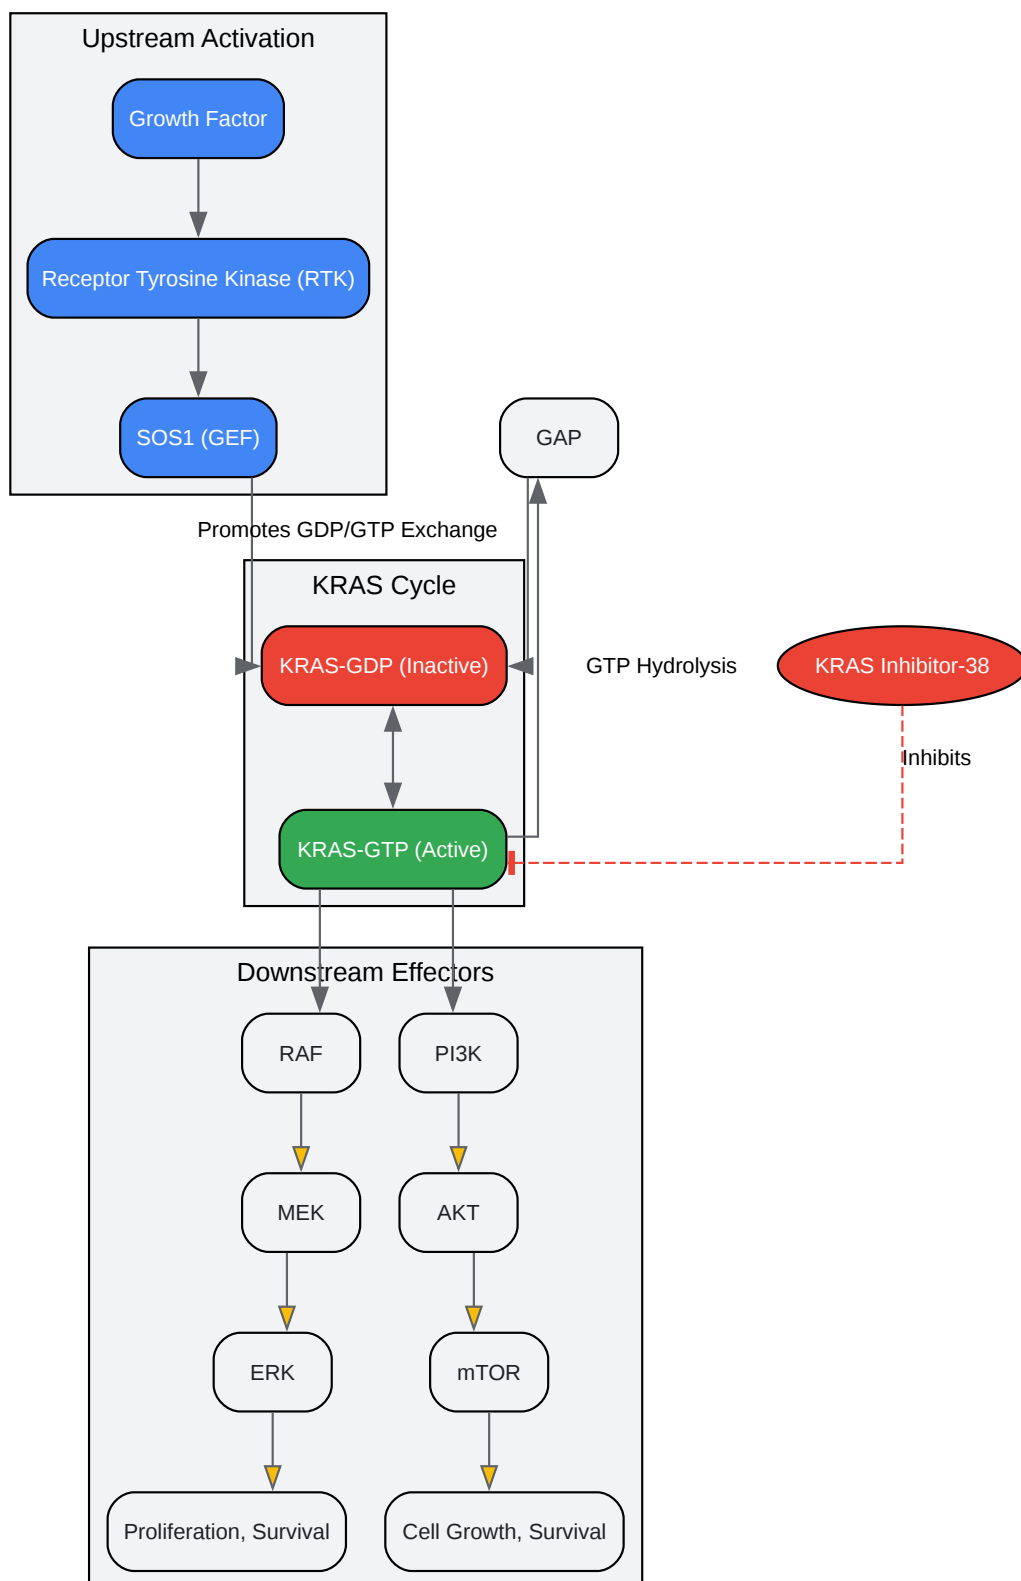 Upstream Activation
Growth Factor
Receptor Tyrosine Kinase (RTK)
SOS1 (GEF)
GAP
Promotes GDP/GTP Exchange
KRAS Cycle
KRAS-GDP (Inactive)
GTP Hydrolysis
KRAS Inhibitor-38
Inhibits
KRAS-GTP (Active)
Downstream Effectors
RAF
PI3K
MEK
AKT
ERK
mTOR
Proliferation, Survival
Cell Growth, Survival